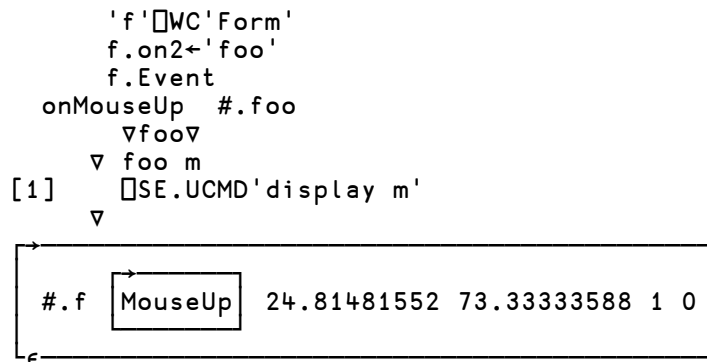 'f'⎕WC'Form'
f.on2←'foo'
f.Event
onMouseUp #.foo
∇foo∇
∇ foo m
[1] ⎕SE.UCMD'display m'
∇
#.f MouseUp 24.81481552 73.33333588 1 0